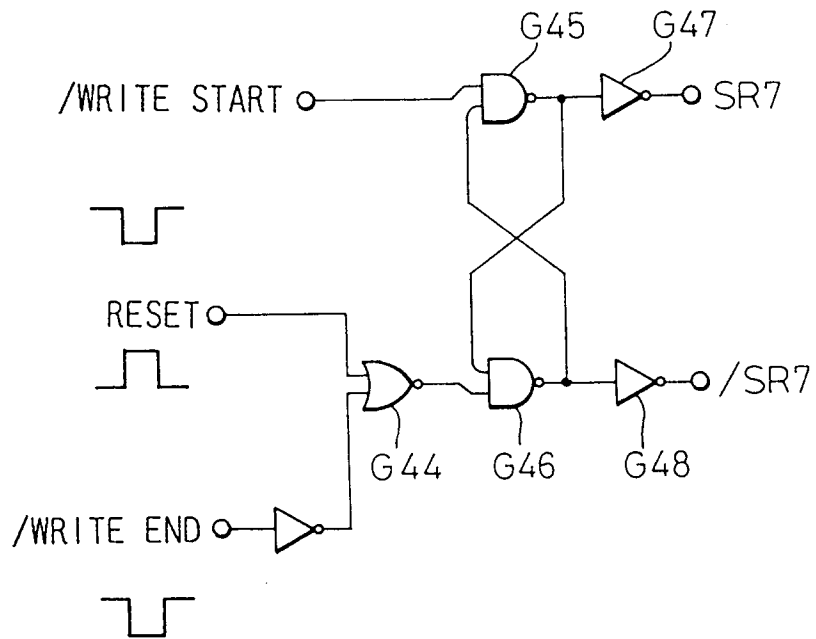 G45
G47
/WRITE START
SR7
RESET
/SR7
G44
G46
G48
/WRITE END